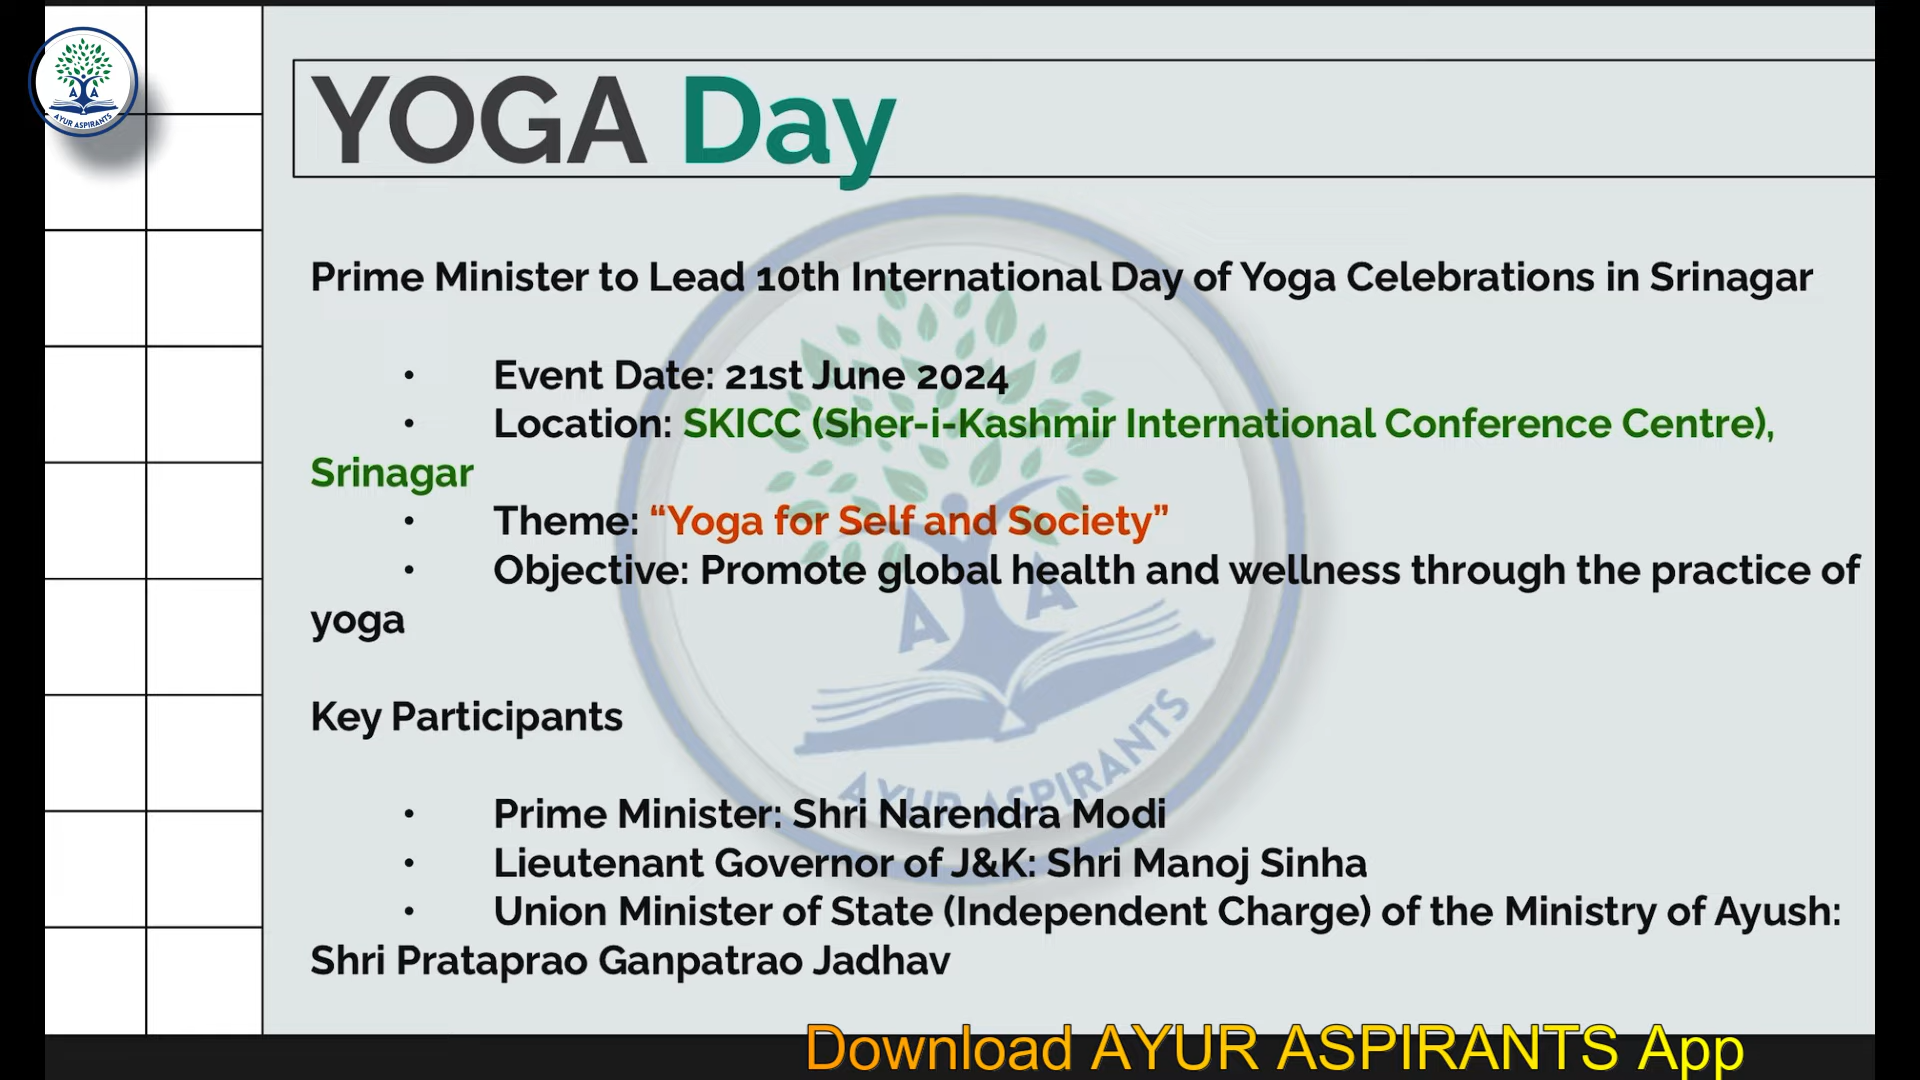 AYUR ASPIRANTS
YOGA Day
Prime Minister to Lead 10th International Day of Yoga Celebrations in Srinagar
• Event Date: 21st June 2024
• Location: SKICC (Sher-i-Kashmir International Conference Centre),
Srinagar
• Theme: “Yoga for Self and Society”
• Objective: Promote global health and wellness through the practice of
yoga
A A
Key Participants
AYUR ASPIRANTS
• Prime Minister: Shri Narendra Modi
• Lieutenant Governor of J&K: Shri Manoj Sinha
• Union Minister of State (Independent Charge) of the Ministry of Ayush:
Shri Prataprao Ganpatrao Jadhav
Download AYUR ASPIRANTS App